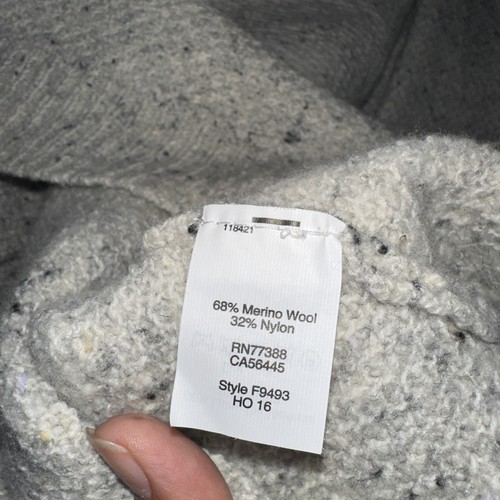 118421
68% Merino Wool
32% Nylon
RN77388
CA56445
Style F9493
HO 16